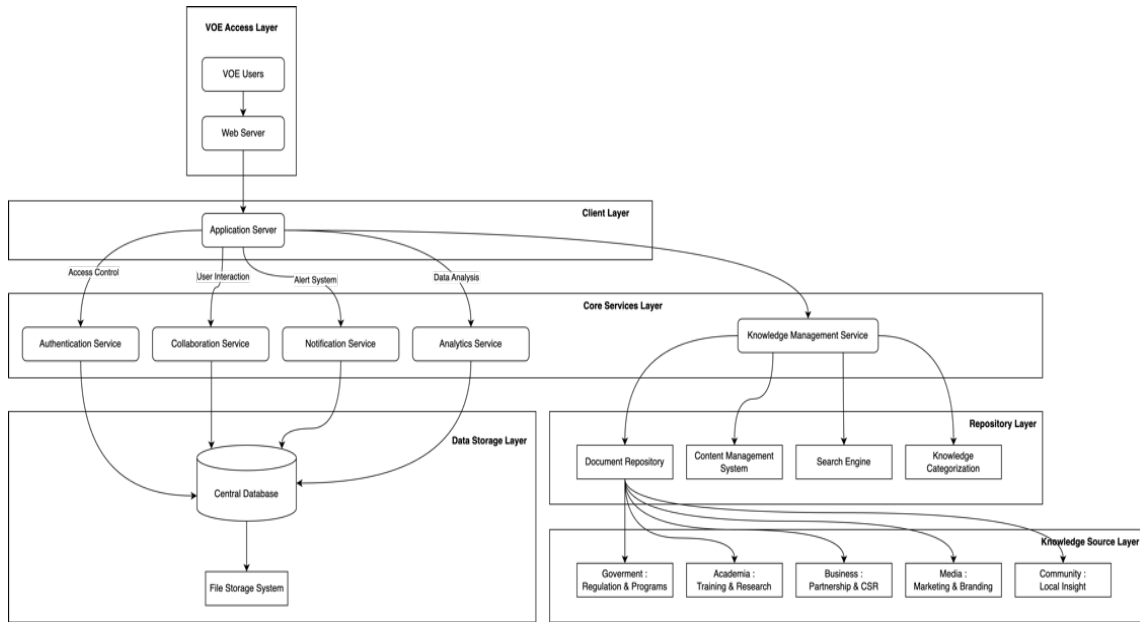 VOE Access Layer
VOE Users
Web Server
Client Layer
Application Server
Access Control
User Interaction
Alert System
Data Analysis
Core Services Layer
Authentication Service
Collaboration Service
Notification Service
Analytics Service
Knowledge Management Service
Data Storage Layer
Central Database
File Storage System
Repository Layer
Document Repository
Content Management
System
Search Engine
Knowledge
Categorization
Knowledge Source Layer
Goverment :
Regulation & Programs
Academia :
Training & Research
Business :
Partnership & CSR
Media :
Marketing & Branding
Community :
Local Insight